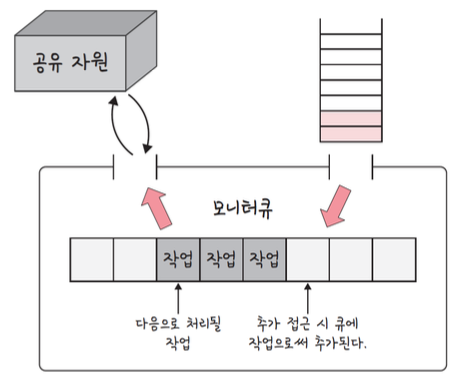 공유 자원
모니터큐
작업 작업 작업
다음으로 처리될
작업
추가 접근 시 큐에
작업으로써 추가된다.